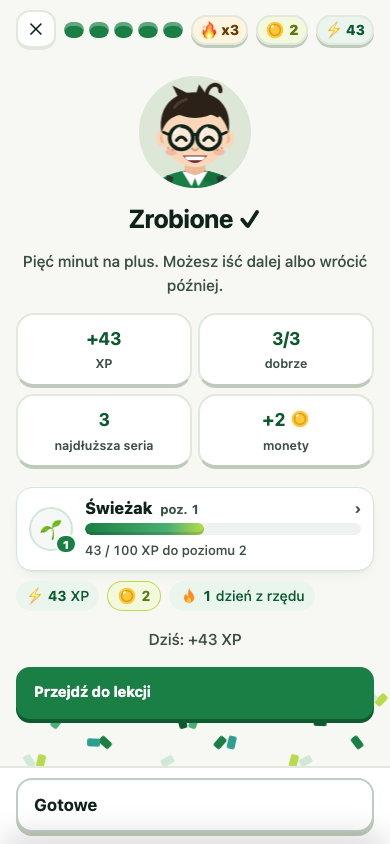 x3
2
43
Zrobione ✓
Pięć minut na plus. Możesz iść dalej albo wrócić
później.
+43
XP
3/3
dobrze
3
najdłuższa seria
+2
monety
Świeżak poz. 1
1
43 / 100 XP do poziomu 2
43 XP
2
1 dzień z rzędu
Dziś: +43 XP
Przejdź do lekcji
Gotowe